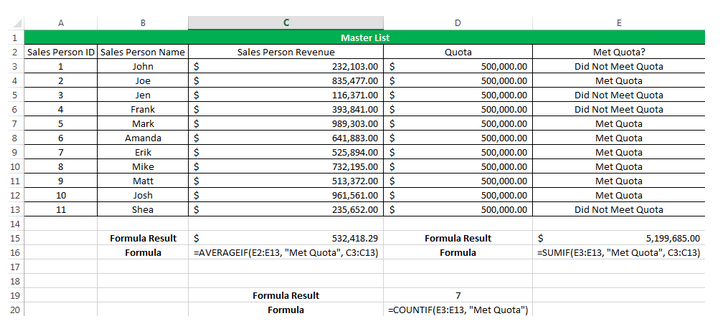 A B C D E
1 Master List
2 Sales Person ID Sales Person Name Sales Person Revenue Quota Met Quota?
3 1 John $ 232,103.00 $ 500,000.00 Did Not Meet Quota
4 2 Joe $ 835,477.00 $ 500,000.00 Met Quota
5 3 Jen $ 116,371.00 $ 500,000.00 Did Not Meet Quota
6 4 Frank $ 393,841.00 $ 500,000.00 Did Not Meet Quota
7 5 Mark $ 989,303.00 $ 500,000.00 Met Quota
8 6 Amanda $ 641,883.00 $ 500,000.00 Met Quota
9 7 Erik $ 525,894.00 $ 500,000.00 Met Quota
10 8 Mike $ 732,195.00 $ 500,000.00 Met Quota
11 9 Matt $ 513,372.00 $ 500,000.00 Met Quota
12 10 Josh $ 961,561.00 $ 500,000.00 Met Quota
13 11 Shea $ 235,652.00 $ 500,000.00 Did Not Meet Quota
14
15 Formula Result $ 532,418.29 Formula Result $ 5,199,685.00
16 Formula =AVERAGEIF(E2:E13, "Met Quota", C3:C13) Formula =SUMIF(E3:E13, "Met Quota", C3:C13)
17
18
19 Formula Result 7
20 Formula =COUNTIF(E3:E13, "Met Quota")